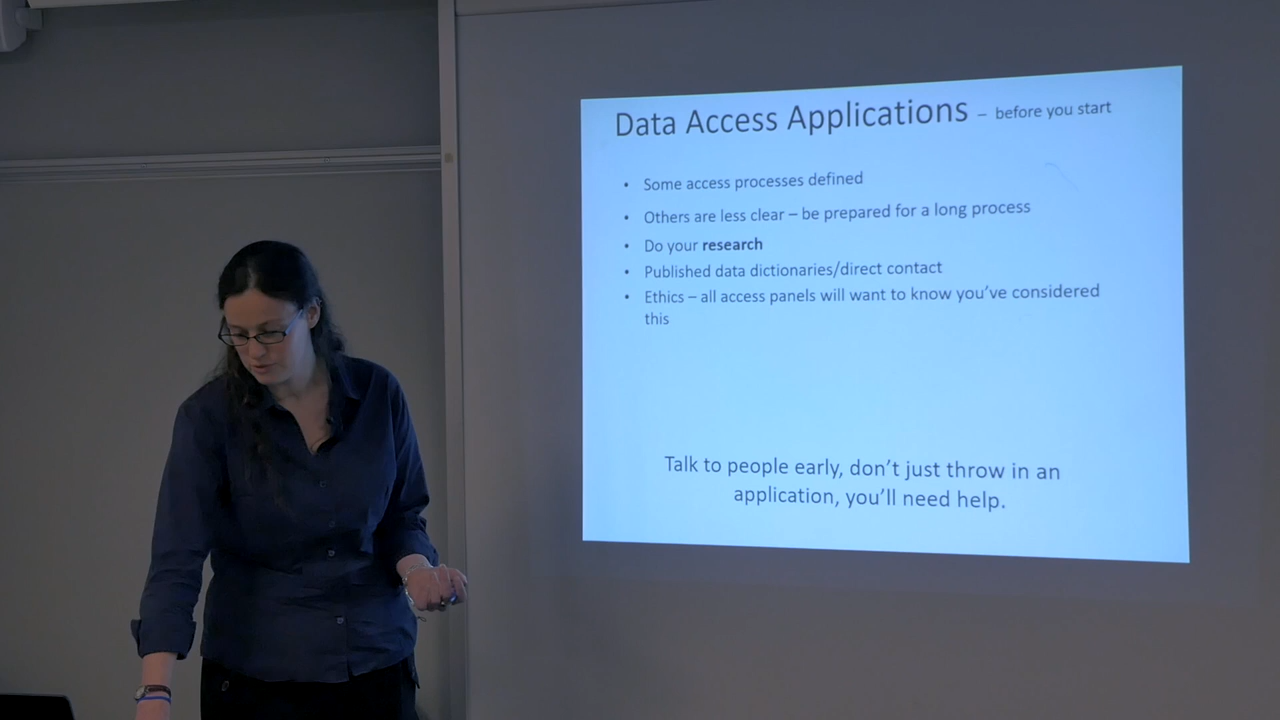 Data Access Applications – before you start
• Some access processes defined
• Others are less clear – be prepared for a long process
• Do your research
• Published data dictionaries/direct contact
• Ethics – all access panels will want to know you've considered
this
Talk to people early, don't just throw in an
application, you'll need help.